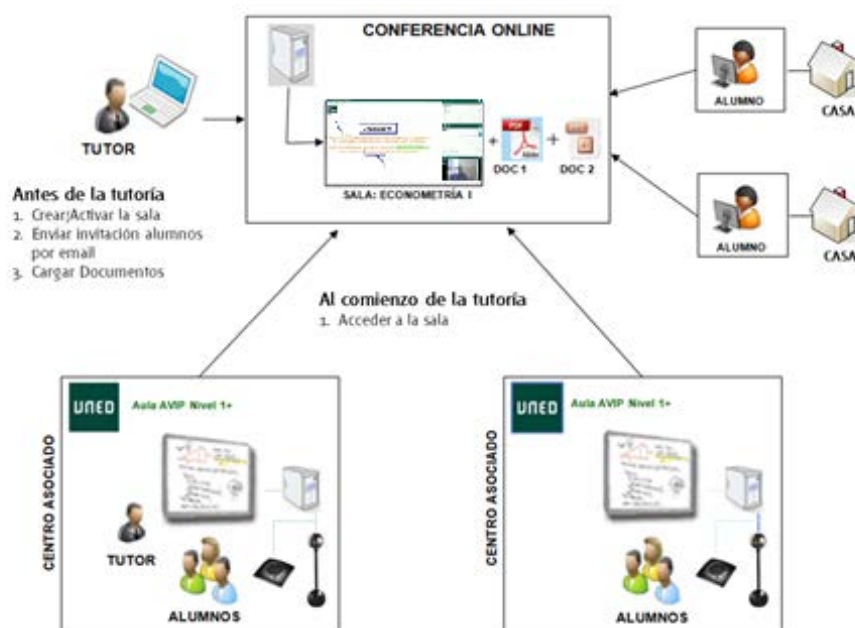 CONFERENCIA ONLINE
TUTOR
PDF
Adobe
+
+
DOC 1
DOC 2
SALA: ECONOMETRÍA I
ALUMNO
CASA
ALUMNO
CASA
Antes de la tutoría
1. Crear;Activar la sala
2. Enviar invitación alumnos
por email
3. Cargar Documentos
Al comienzo de la tutoría
1. Acceder a la sala
CENTRO ASOCIADO
UNED
Aula AVIP Nivel 1+
TUTOR
ALUMNOS
CENTRO ASOCIADO
UNED
Aula AVIP Nivel 1+
ALUMNOS